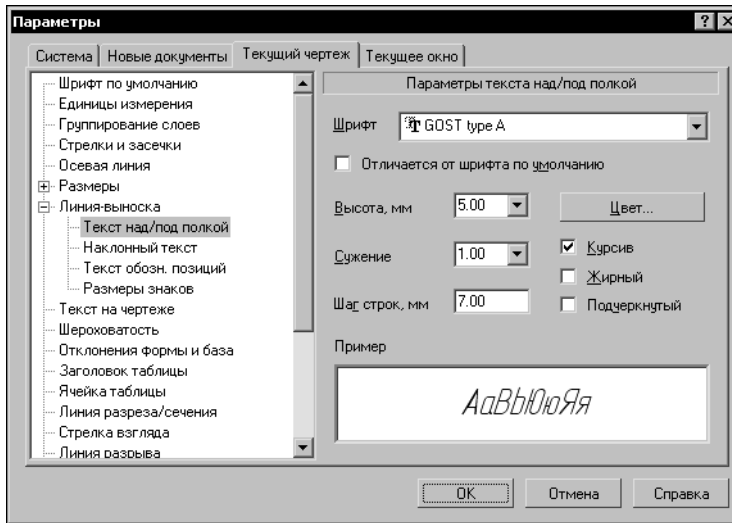 Параметры
Система Новые документы Текущий чертеж Текущее окно
Шрифт по умолчанию
Единицы измерения
Группирование слоев
Стрелки и засечки
Осевая линия
Размеры
Линия-выноска
Текст над/под полкой
Наклонный текст
Текст обозн. позиций
Размеры знаков
Текст на чертеже
Шероховатость
Отклонения формы и база
Заголовок таблицы
Ячейка таблицы
Линия разреза/сечения
Стрелка взгляда
Линия разрыва
Параметры текста над/под полкой
Шрифт GOST type A
Отличается от шрифта по умолчанию
Высота, мм 5.00 Цвет...
Сужение 1.00 Курсив
Жирный
Шаг строк, мм 7.00 Подчеркнутый
Пример
АаВbЮюЯя
OK Отмена Справка